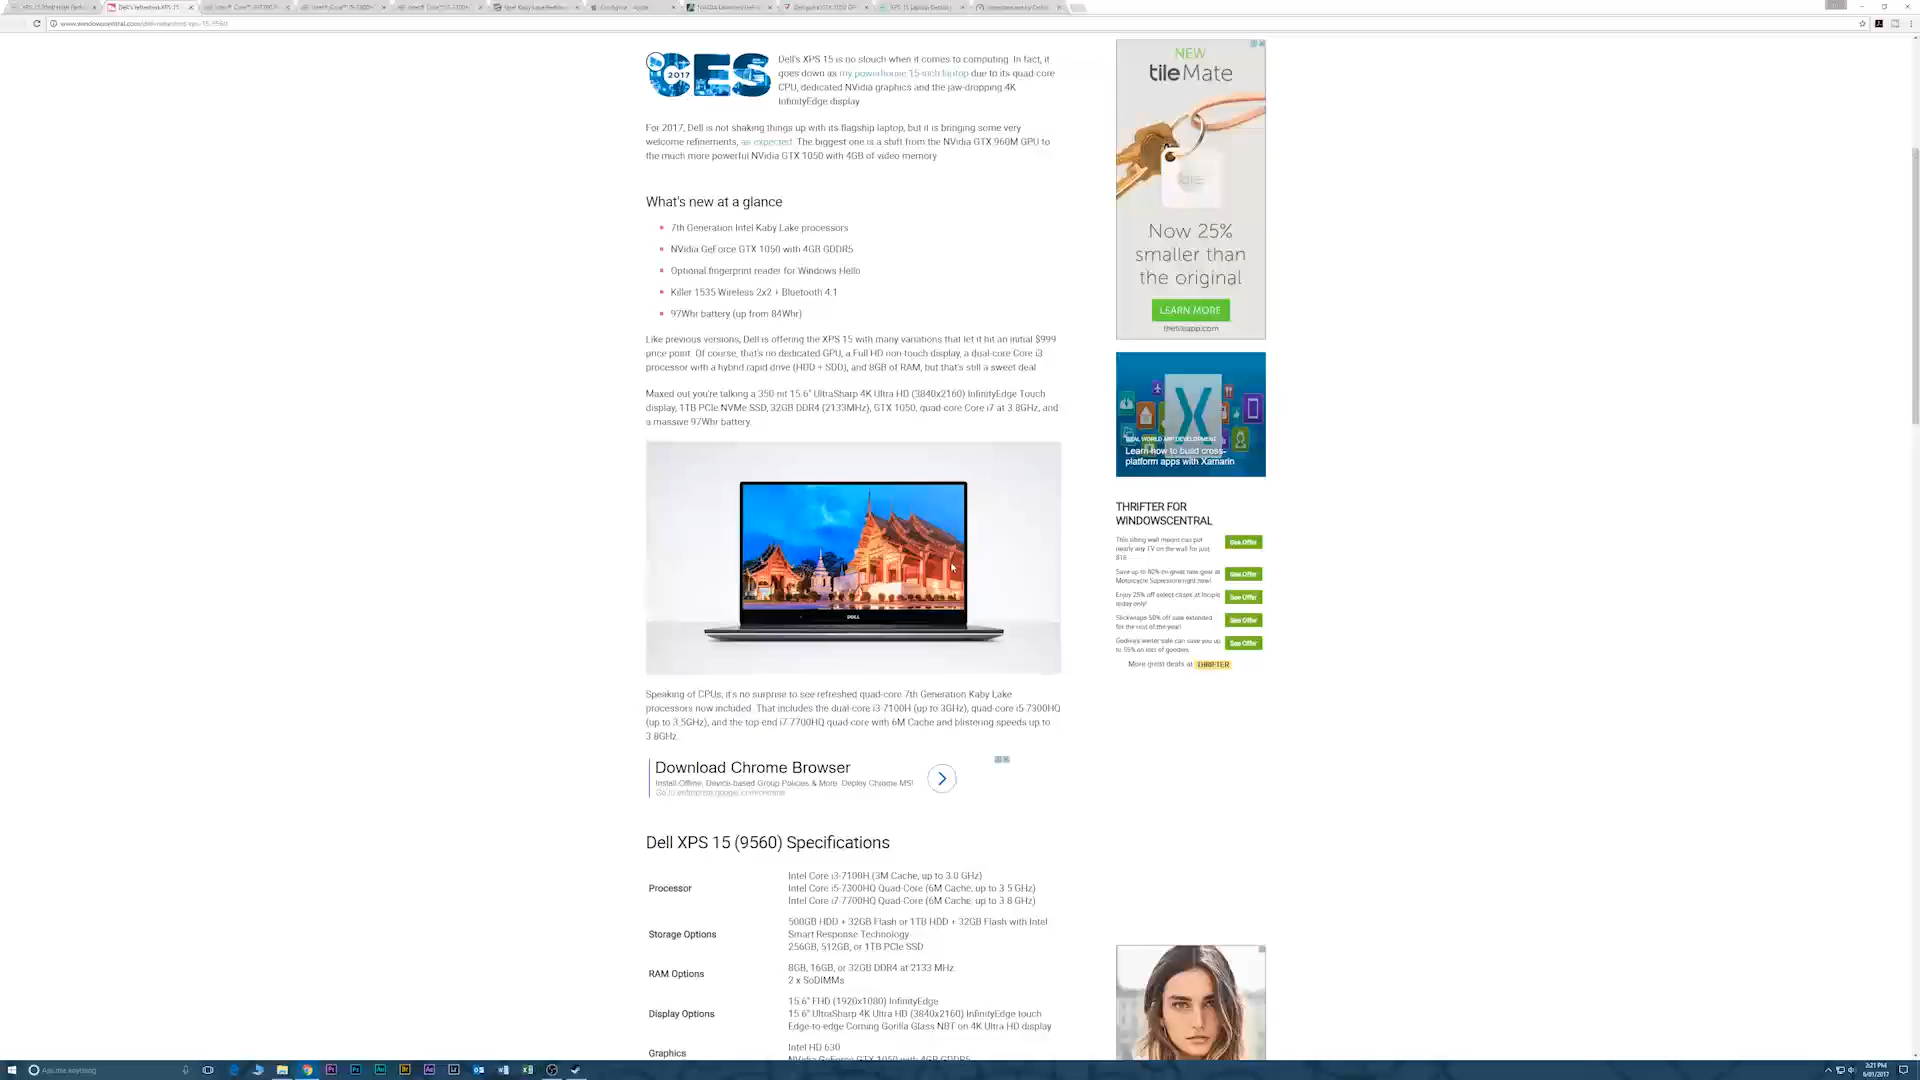 Dell's refreshed XPS 15
www.windowscentral.com/dell-refreshed-xps-15-9560
CES
2017
Dell's XPS 15 is no slouch when it comes to computing. In fact, it
goes down as my powerhouse 15-inch laptop due to its quad-core
CPU, dedicated NVidia graphics and the jaw-dropping 4K
InfinityEdge display
For 2017, Dell is not shaking things up with its flagship laptop, but it is bringing some very
welcome refinements, as expected. The biggest one is a shift from the NVidia GTX 960M GPU to
the much more powerful NVidia GTX 1050 with 4GB of video memory
What's new at a glance
7th Generation Intel Kaby Lake processors
NVidia GeForce GTX 1050 with 4GB GDDR5
Optional fingerprint reader for Windows Hello
Killer 1535 Wireless 2x2 + Bluetooth 4.1
97Whr battery (up from 84Whr)
Like previous versions, Dell is offering the XPS 15 with many variations that let it hit an initial $999
price point. Of course, that's no dedicated GPU, a Full HD non-touch display, a dual-core Core i3
processor with a hybrid rapid drive (HDD + SDD), and 8GB of RAM, but that's still a sweet deal
Maxed out you're talking a 350-nit 15.6" UltraSharp 4K Ultra HD (3840x2160) InfinityEdge Touch
display, 1TB PCIe NVMe SSD, 32GB DDR4 (2133MHz), GTX 1050, quad-core Core i7 at 3.8GHz, and
a massive 97Whr battery.
DELL
Speaking of CPUs, it's no surprise to see refreshed quad-core 7th Generation Kaby Lake
processors now included. That includes the dual-core i3-7100H (up to 3GHz), quad-core i5-7300HQ
(up to 3.5GHz), and the top-end i7-7700HQ quad-core with 6M Cache and blistering speeds up to
3.8GHz.
Download Chrome Browser
Install Offline, Device-based Group Policies & More. Deploy Chrome MSI!
Go to enterprise.google.com/chrome
Dell XPS 15 (9560) Specifications
Processor
Intel Core i3-7100H (3M Cache, up to 3.0 GHz)
Intel Core i5-7300HQ Quad-Core (6M Cache, up to 3.5 GHz)
Intel Core i7-7700HQ Quad-Core (6M Cache, up to 3.8 GHz)
Storage Options
500GB HDD + 32GB Flash or 1TB HDD + 32GB Flash with Intel
Smart Response Technology
256GB, 512GB, or 1TB PCIe SSD
RAM Options
8GB, 16GB, or 32GB DDR4 at 2133 MHz.
2 x SoDIMMs
Display Options
15.6" FHD (1920x1080) InfinityEdge
15.6" UltraSharp 4K Ultra HD (3840x2160) InfinityEdge touch
Edge-to-edge Corning Gorilla Glass NBT on 4K Ultra HD display
Graphics
Intel HD 630
NVidia GeForce GTX 1050 with 4GB GDDR5
NEW
tile Mate
tile
Now 25%
smaller than
the original
LEARN MORE
thetileapp.com
REAL WORLD APP DEVELOPMENT
Learn how to build cross-
platform apps with Xamarin
THRIFTER FOR
WINDOWSCENTRAL
This tilting wall mount can put
nearly any TV on the wall for just
$18
See Offer
Save up to 80% on great new gear at
Motorcycle Superstore right now!
See Offer
Enjoy 25% off select cases at Incipio
today only!
See Offer
Slickwraps 50% off sale extended
for the rest of the year!
See Offer
Godiva's winter sale can save you up
to 55% on lots of goodies
See Offer
More great deals at THRIFTER
Ask me anything
3:21 PM
6/01/2017